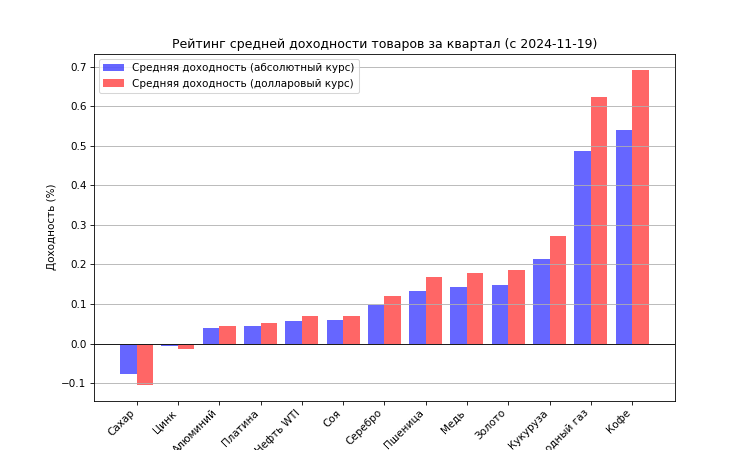 Рейтинг средней доходности товаров за квартал (с 2024-11-19)
Средняя доходность (абсолютный курс)
Средняя доходность (долларовый курс)
Доходность (%)
0.7
0.6
0.5
0.4
0.3
0.2
0.1
0.0
−0.1
Сахар
Цинк
Алюминий
Платина
Нефть WTI
Соя
Серебро
Пшеница
Медь
Золото
Кукуруза
газ
Кофе